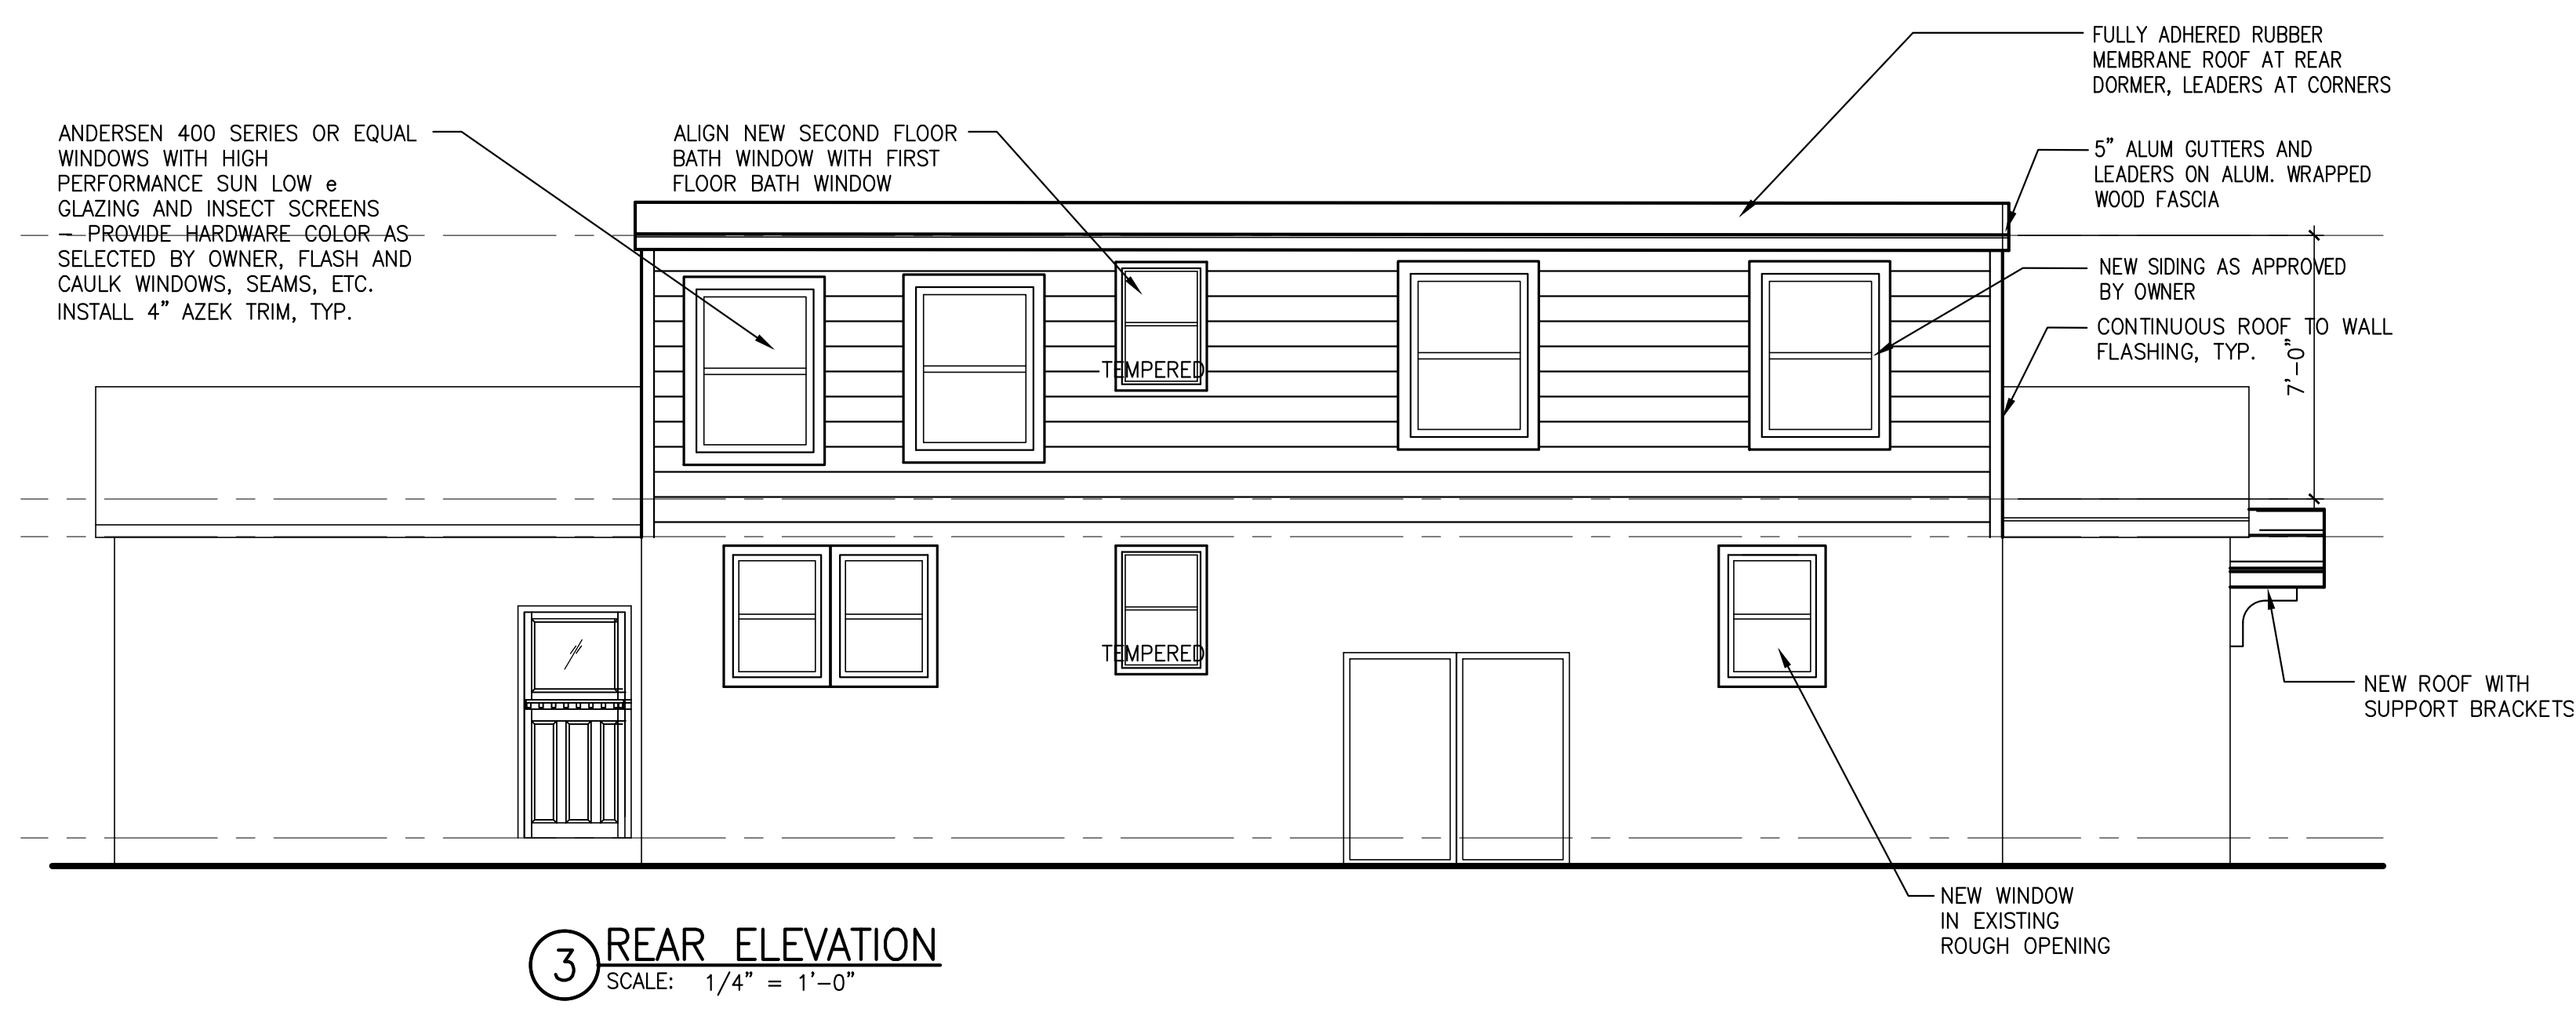 FULLY ADHERED RUBBER
MEMBRANE ROOF AT REAR
DORMER, LEADERS AT CORNERS
ANDERSEN 400 SERIES OR EQUAL
WINDOWS WITH HIGH
PERFORMANCE SUN LOW e
GLAZING AND INSECT SCREENS
- PROVIDE HARDWARE COLOR AS
SELECTED BY OWNER, FLASH AND
CAULK WINDOWS, SEAMS, ETC.
INSTALL 4" AZEK TRIM, TYP.
ALIGN NEW SECOND FLOOR
BATH WINDOW WITH FIRST
FLOOR BATH WINDOW
5" ALUM GUTTERS AND
LEADERS ON ALUM. WRAPPED
WOOD FASCIA
NEW SIDING AS APPROVED
BY OWNER
CONTINUOUS ROOF TO WALL
FLASHING, TYP.
7'-0"
TEMPERED
TEMPERED
NEW ROOF WITH
SUPPORT BRACKETS
NEW WINDOW
IN EXISTING
ROUGH OPENING
3 REAR ELEVATION
SCALE: 1/4" = 1'-0"